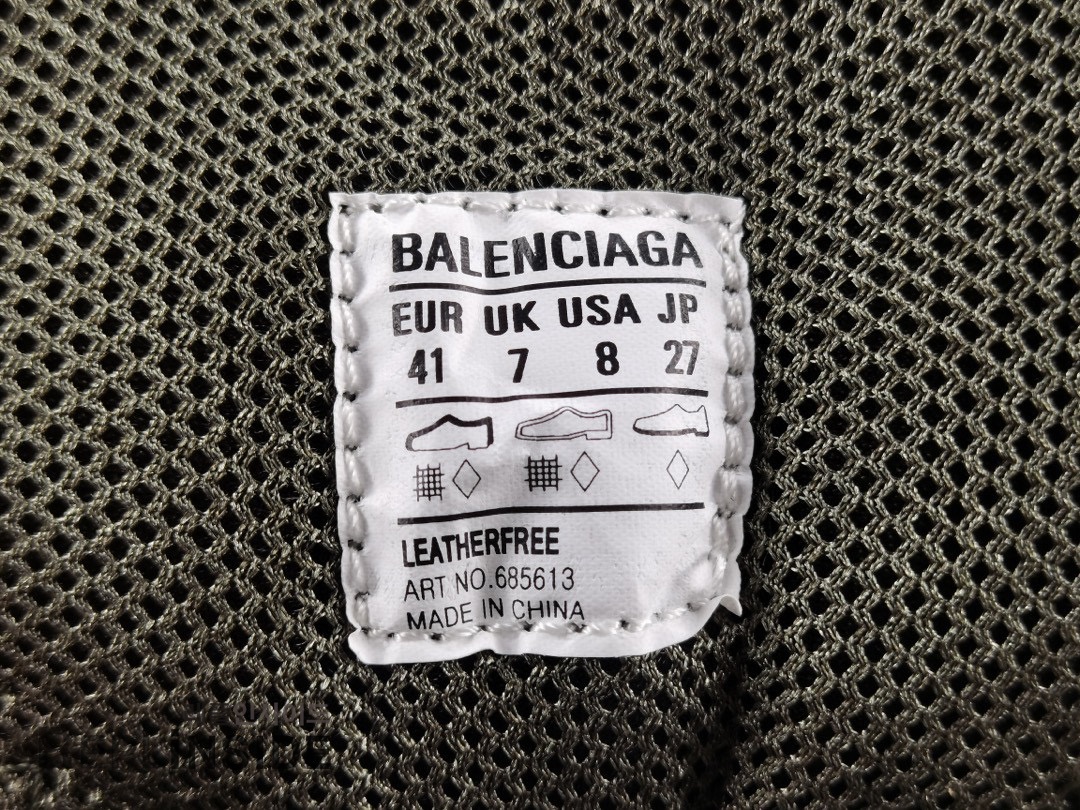 BALENCIAGA
EUR UK USA JP
41 7 8 27
LEATHERFREE
ART NO.685613
MADE IN CHINA